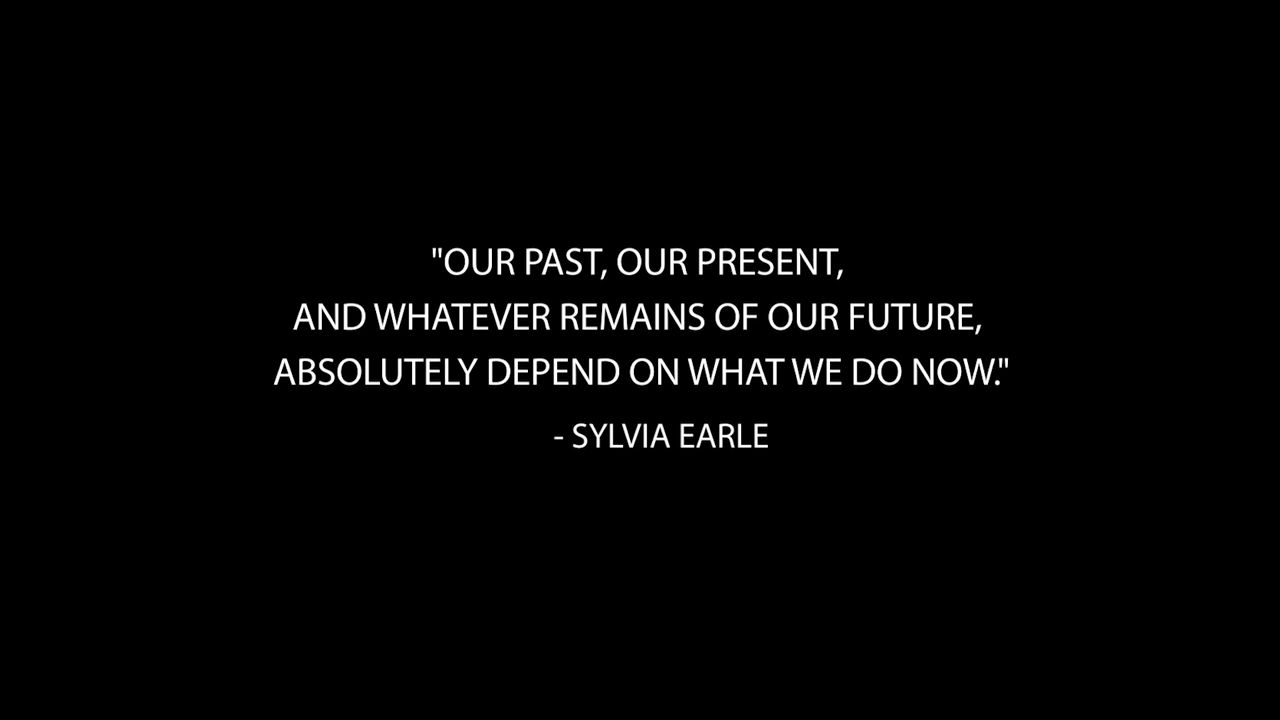 "OUR PAST, OUR PRESENT,
AND WHATEVER REMAINS OF OUR FUTURE,
ABSOLUTELY DEPEND ON WHAT WE DO NOW."
- SYLVIA EARLE